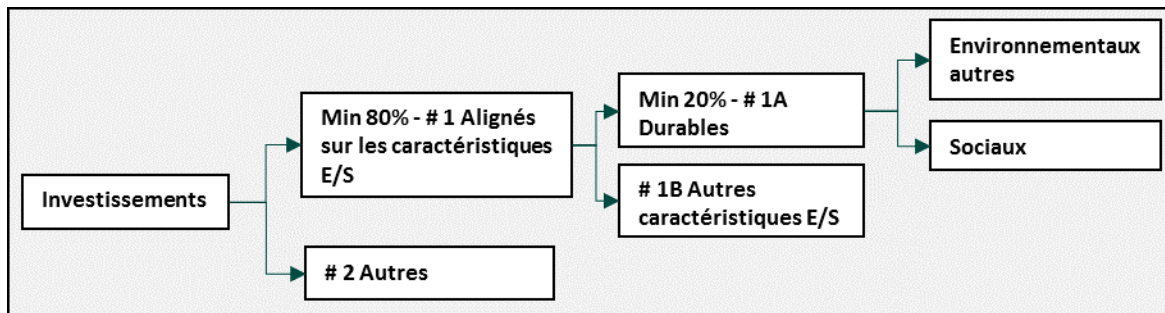 Investissements
Min 80% - # 1 Alignés
sur les caractéristiques
E/S
# 2 Autres
Min 20% - # 1A
Durables
# 1B Autres
caractéristiques E/S
Environnementaux
autres
Sociaux